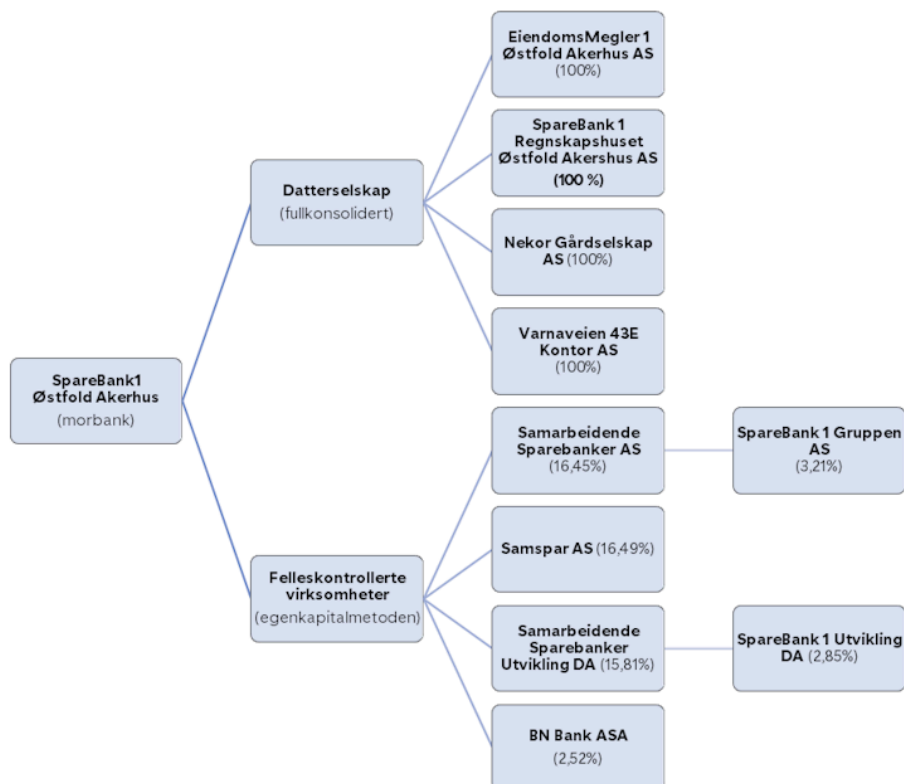 EiendomsMegler 1
Østfold Akerhus AS
(100%)
SpareBank 1
Regnskapshuset
Østfold Akershus AS
(100 %)
Datterselskap
(fullkonsolidert)
Nekor Gårdselskap
AS (100%)
Varnaveien 43E
Kontor AS
(100%)
SpareBank1
Østfold Akerhus
(morbank)
Samarbeidende
Sparebanker AS
(16,45%)
SpareBank 1 Gruppen
AS
(3,21%)
Samspar AS (16,49%)
Felleskontrollerte
virksomheter
(egenkapitalmetoden)
Samarbeidende
Sparebanker
Utvikling DA (15,81%)
SpareBank 1 Utvikling
DA (2,85%)
BN Bank ASA
(2,52%)